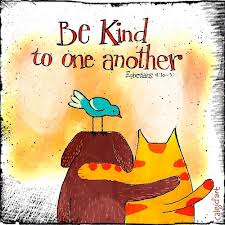 Be Kind
to one another